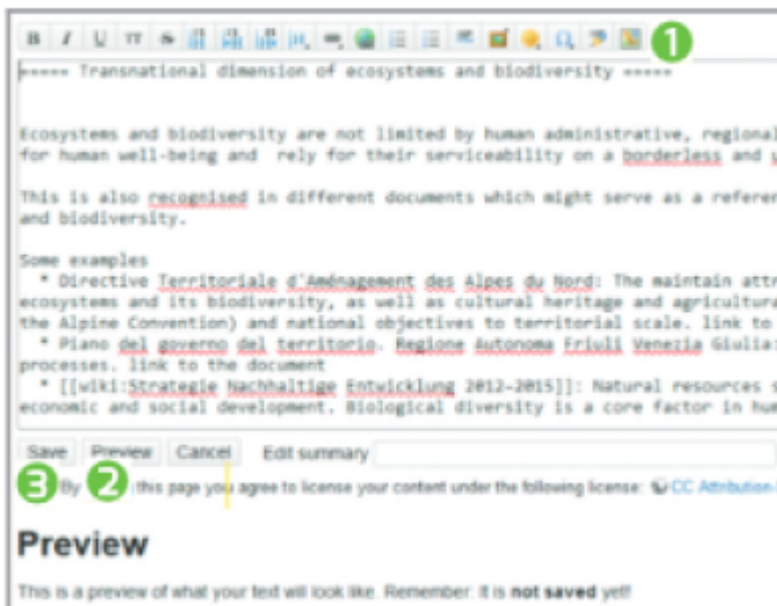 B I U TT S
1
===== Transnational dimension of ecosystems and biodiversity =====
Ecosystems and biodiversity are not limited by human administrative, regional
for human well-being and rely for their serviceability on a borderless and
This is also recognised in different documents which might serve as a referen
and biodiversity.
Some examples
* Directive Territoriale d'Aménagement des Alpes du Nord: The maintain attr
ecosystems and its biodiversity, as well as cultural heritage and agricultura
the Alpine Convention) and national objectives to territorial scale. link to
* Piano del governo del territorio. Regione Autonoma Friuli Venezia Giulia:
processes. link to the document
* [[wiki:Strategie Nachhaltige Entwicklung 2012-2015]]: Natural resources s
economic and social development. Biological diversity is a core factor in hum
Save Preview Cancel Edit summary
3 By 2 this page you agree to license your content under the following license: CC Attribution-
Preview
This is a preview of what your text will look like. Remember: It is not saved yet!